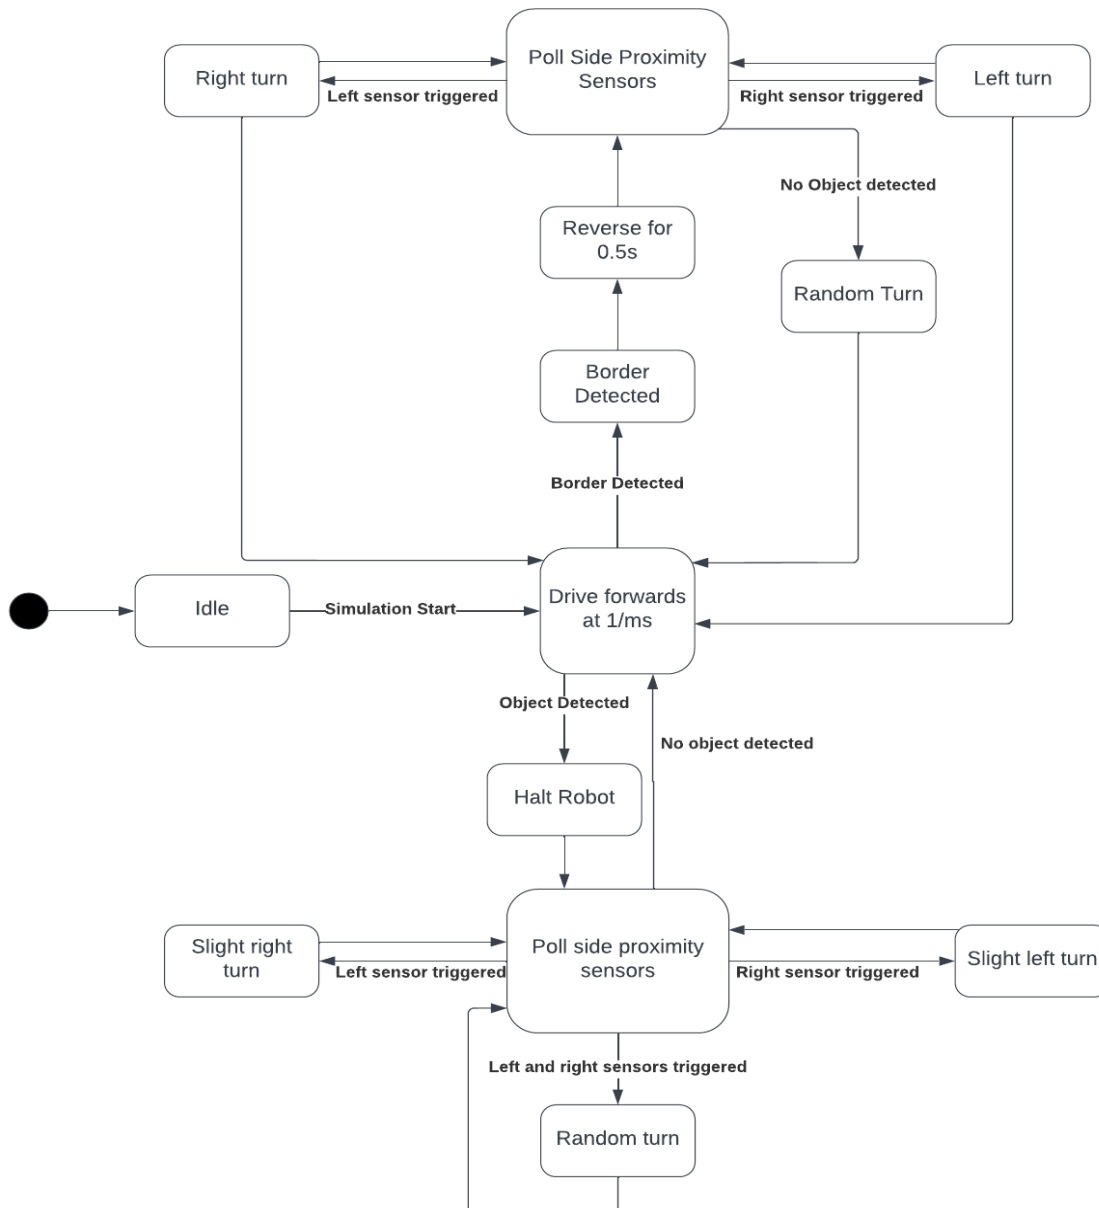 Poll Side Proximity
Sensors
Right turn
Left turn
Left sensor triggered
Right sensor triggered
No Object detected
Reverse for
0.5s
Random Turn
Border
Detected
Border Detected
Idle
Simulation Start
Drive forwards
at 1/ms
Object Detected
No object detected
Halt Robot
Slight right
turn
Poll side proximity
sensors
Slight left turn
Left sensor triggered
Right sensor triggered
Left and right sensors triggered
Random turn